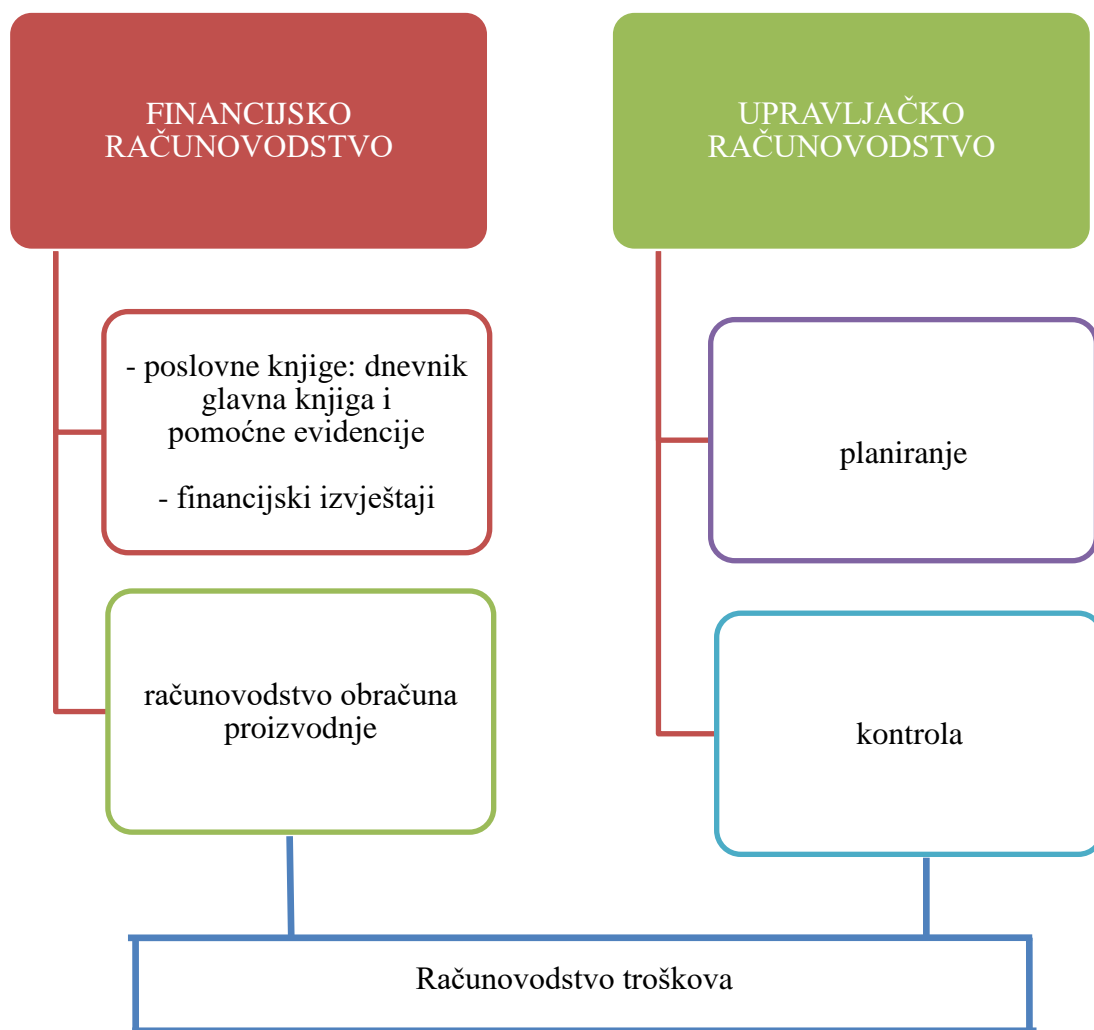 FINANCIJSKO
RAČUNOVODSTVO
- poslovne knjige: dnevnik
glavna knjiga i
pomoćne evidencije
- financijski izvještaji
računovodstvo obračuna
proizvodnje
UPRAVLJAČKO
RAČUNOVODSTVO
planiranje
kontrola
Računovodstvo troškova